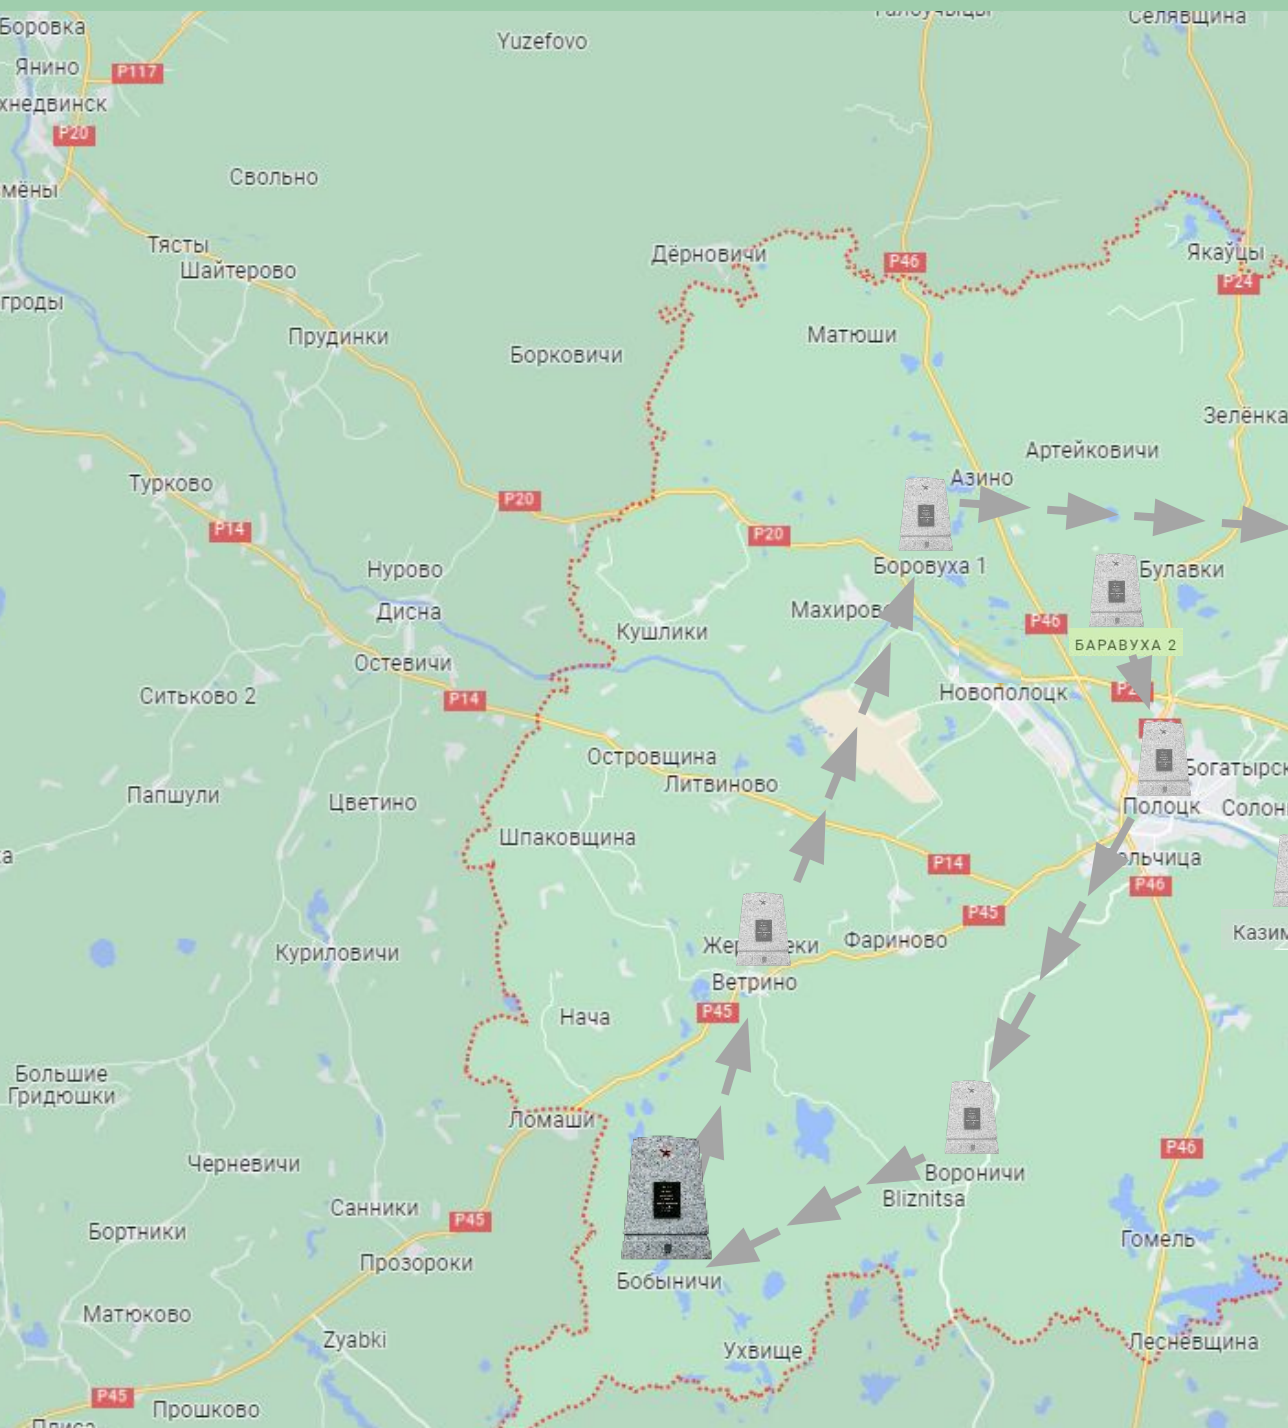 Боровка
Селявщина
Yuzefovo
Янино
P117
хнедвинск
P20
Свольно
мёны
Тясты
Дёрновичи
Якаўцы
Шайтерово
P46
P24
гроды
Прудинки
Матюши
Борковичи
Зелёнка
Артейковичи
Азино
Турково
P20
P14
P20
Боровуха 1
Булавки
Нурово
Дисна
Махиров
P46
Кушлики
БАРАВУХА 2
Остевичи
Ситьково 2
P14
Новополоцк
Островщина
Богатырск
Литвиново
Папшули
Цветино
Полоцк
Солон
Шпаковщина
ольчица
P14
P46
P45
Казим
Жер
еки
Фариново
Куриловичи
Ветрино
P45
Нача
Большие
Гридюшки
Ломаши
P46
Черневичи
Вороничи
Bliznitsa
Санники
P45
Бортники
Гомель
Прозороки
Бобыничи
Матюково
Zyabki
Ухвище
Лесневщина
P45
Прошково